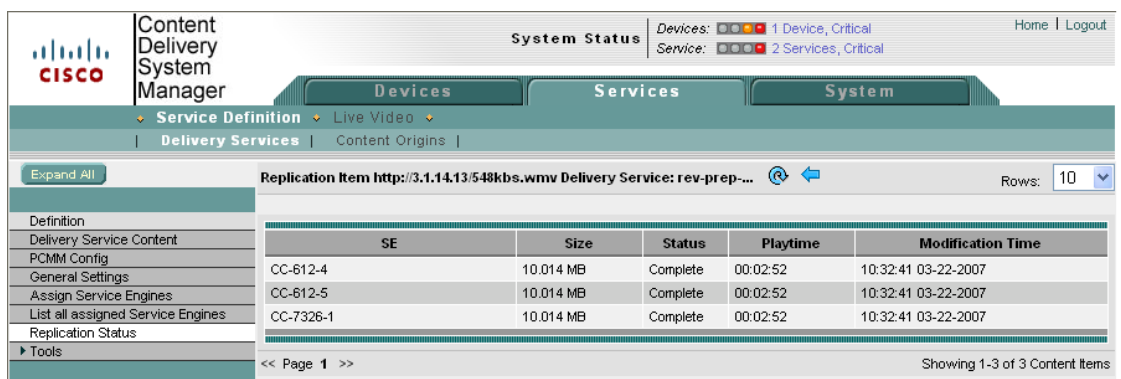 Content
Delivery
System
Manager
CISCO
System Status
Devices: 1 Device, Critical
Service: 2 Services, Critical
Home | Logout
Devices Services System
Service Definition Live Video
| Delivery Services | Content Origins |
Expand All
Replication Item http://3.1.14.13/548kbs.wmv Delivery Service: rev-prep-...
Rows: 10
Definition
Delivery Service Content
PCMM Config
General Settings
Assign Service Engines
List all assigned Service Engines
Replication Status
Tools
SE Size Status Playtime Modification Time
CC-612-4 10.014 MB Complete 00:02:52 10:32:41 03-22-2007
CC-612-5 10.014 MB Complete 00:02:52 10:32:41 03-22-2007
CC-7326-1 10.014 MB Complete 00:02:52 10:32:41 03-22-2007
<< Page 1 >>
Showing 1-3 of 3 Content Items